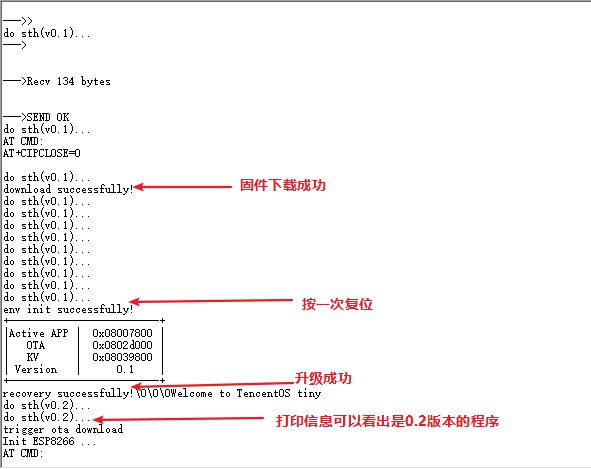 ——>>
do sth(v0.1)...
——>
——>Recv 134 bytes
——>SEND OK
do sth(v0.1)...
AT CMD:
AT+CIPCLOSE=0
do sth(v0.1)...
download successfully!
固件下载成功
do sth(v0.1)...
do sth(v0.1)...
do sth(v0.1)...
do sth(v0.1)...
do sth(v0.1)...
do sth(v0.1)...
do sth(v0.1)...
do sth(v0.1)...
do sth(v0.1)...
按一次复位
env init successfully!
|Active APP | 0x08007800 |
| OTA | 0x0802d000 |
| KV | 0x08039800 |
| Version | 0.1 |
升级成功
recovery successfully!\0\0\0Welcome to TencentOS tiny
do sth(v0.2)...
do sth(v0.2)...
打印信息可以看出是0.2版本的程序
trigger ota download
Init ESP8266 ...
AT CMD: